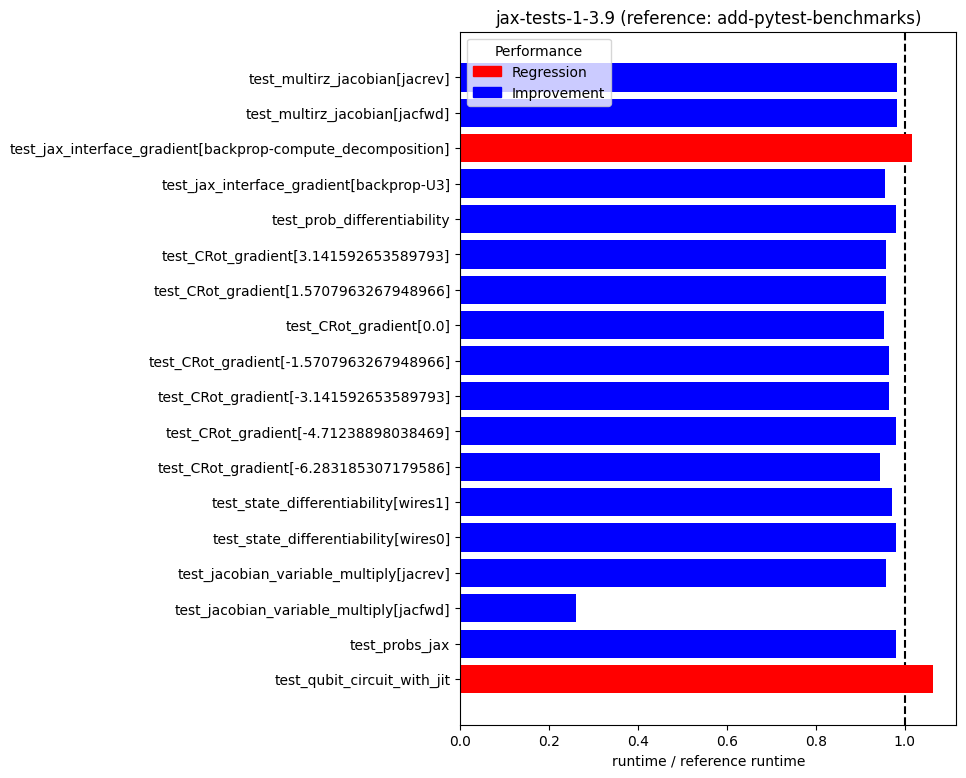 jax-tests-1-3.9 (reference: add-pytest-benchmarks)
Performance
Regression
Improvement
test_multirz_jacobian[jacrev]
test_multirz_jacobian[jacfwd]
test_jax_interface_gradient[backprop-compute_decomposition]
test_jax_interface_gradient[backprop-U3]
test_prob_differentiability
test_CRot_gradient[3.141592653589793]
test_CRot_gradient[1.5707963267948966]
test_CRot_gradient[0.0]
test_CRot_gradient[-1.5707963267948966]
test_CRot_gradient[-3.141592653589793]
test_CRot_gradient[-4.71238898038469]
test_CRot_gradient[-6.283185307179586]
test_state_differentiability[wires1]
test_state_differentiability[wires0]
test_jacobian_variable_multiply[jacrev]
test_jacobian_variable_multiply[jacfwd]
test_probs_jax
test_qubit_circuit_with_jit
0.0 0.2 0.4 0.6 0.8 1.0
runtime / reference runtime